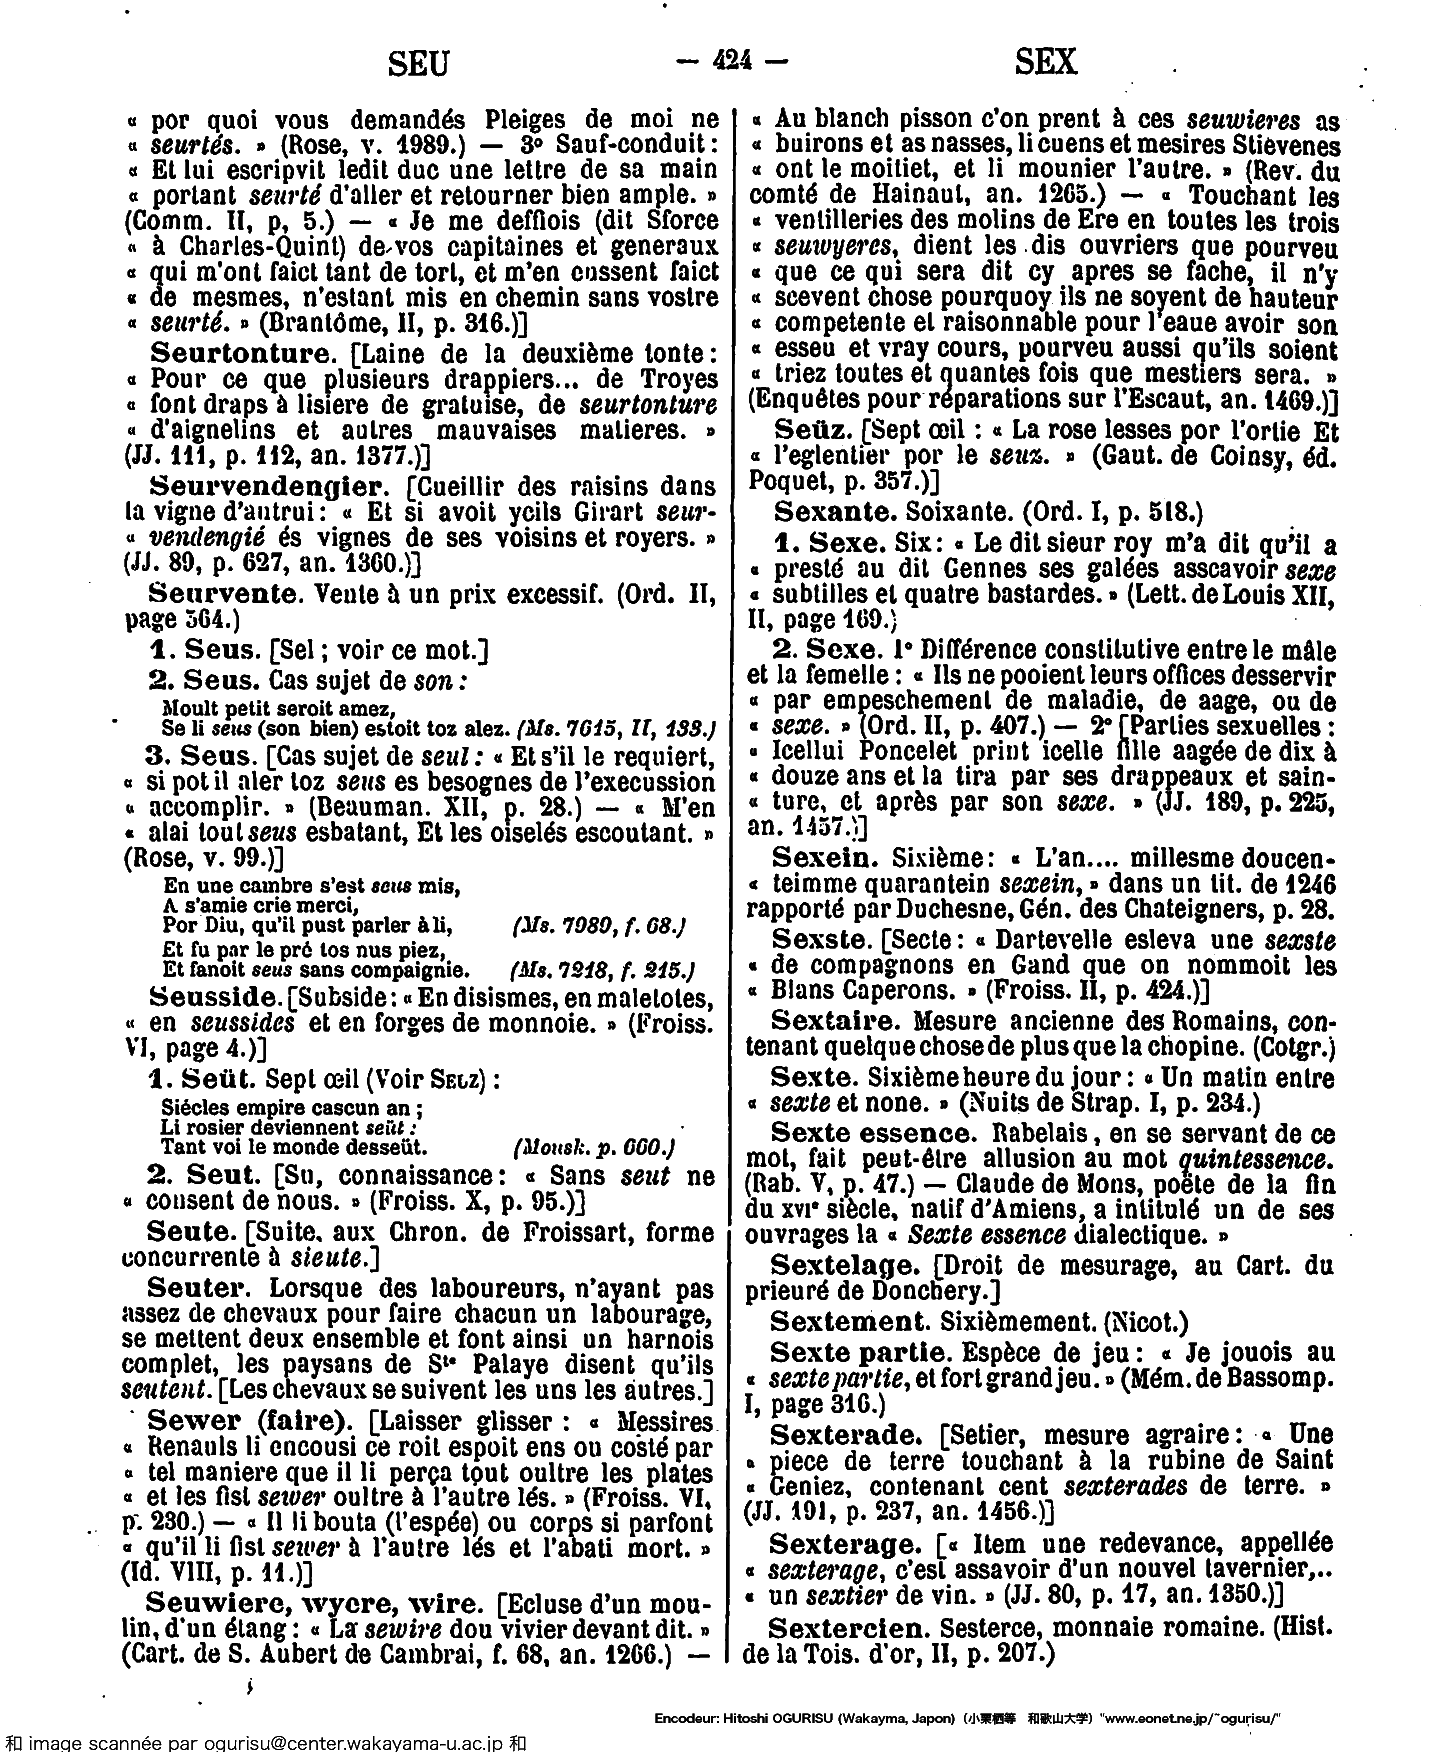 SEU — 424 — SEX
« por quoi vous demandés Pleiges de moi ne
« seurtés. » (Rose, v. 1989.) — 3° Sauf-conduit :
« Et lui escripvit ledit duc une lettre de sa main
« portant seurté d'aller et retourner bien ample. »
(Comm. II, p, 5.) — « Je me deffiois (dit Sforce
« à Charles-Quint) de vos capitaines et generaux
« qui m'ont faict tant de tort, et m'en eussent faict
« de mesmes, n'estant mis en chemin sans vostre
« seurté. » (Brantôme, II, p. 316.)]
Seurtonture. [Laine de la deuxième tonte :
« Pour ce que plusieurs drappiers... de Troyes
« font draps à lisiere de gratuise, de seurtonture
« d'aignelins et autres mauvaises matieres. »
(JJ. 111, p. 112, an. 1377.)]
Seurvendengier. [Cueillir des raisins dans
la vigne d'autrui : « Et si avoit ycils Girart seur-
« vendengié és vignes de ses voisins et royers. »
(JJ. 89, p. 627, an. 1360.)]
Seurvente. Vente à un prix excessif. (Ord. II,
page 564.)
1. Seus. [Sel ; voir ce mot.]
2. Seus. Cas sujet de son :
Moult petit seroit amez,
Se li seus (son bien) estoit toz alez. (Ms. 7615, II, 133.)
3. Seus. [Cas sujet de seul : « Et s'il le requiert,
« si pot il aler toz seus es besognes de l'execussion
« accomplir. » (Beauman. XII, p. 28.) — « M'en
« alai tout seus esbatant, Et les oiselés escoutant. »
(Rose, v. 99.)]
En une cambre s'est seus mis,
A s'amie crie merci,
Por Diu, qu'il pust parler à li, (Ms. 7989, f. 68.)
Et fu par le pré tos nus piez,
Et fanoit seus sans compaignie. (Ms. 7218, f. 215.)
Seusside. [Subside : « En disismes, en maletotes,
« en seussides et en forges de monnoie. » (Froiss.
VI, page 4.)]
1. Seüt. Sept œil (Voir SELZ) :
Siécles empire cascun an ;
Li rosier deviennent seüt :
Tant voi le monde desseüt. (Mousk. p. 660.)
2. Seut. [Su, connaissance : « Sans seut ne
« consent de nous. » (Froiss. X, p. 95.)]
Seute. [Suite, aux Chron. de Froissart, forme
concurrente à sieute.]
Seuter. Lorsque des laboureurs, n'ayant pas
assez de chevaux pour faire chacun un labourage,
se mettent deux ensemble et font ainsi un harnois
complet, les paysans de Ste Palaye disent qu'ils
seutent. [Les chevaux se suivent les uns les autres.]
Sewer (faire). [Laisser glisser : « Messires
« Renauls li encousi ce roit espoit ens ou costé par
« tel maniere que il li perça tout oultre les plates
« et les fist sewer oultre à l'autre lés. » (Froiss. VI,
p. 230.) — « Il li bouta (l'espée) ou corps si parfont
« qu'il li fist sewer à l'autre lés et l'abati mort. »
(Id. VIII, p. 11.)]
Seuwiere, wyere, wire. [Ecluse d'un mou-
lin, d'un étang : « La sewire dou vivier devant dit. »
(Cart. de S. Aubert de Cambrai, f. 68, an. 1266.) —
« Au blanch pisson c'on prent à ces seuwieres as
« buirons et as nasses, li cuens et mesires Stievenes
« ont le moitiet, et li mounier l'autre. » (Rev. du
comté de Hainaut, an. 1265.) — « Touchant les
« ventilleries des molins de Ere en toutes les trois
« seuwyeres, dient les dis ouvriers que pourveu
« que ce qui sera dit cy apres se fache, il n'y
« scevent chose pourquoy ils ne soyent de hauteur
« competente et raisonnable pour l'eaue avoir son
« esseu et vray cours, pourveu aussi qu'ils soient
« triez toutes et quantes fois que mestiers sera. »
(Enquêtes pour réparations sur l'Escaut, an. 1469.)]
Seüz. [Sept œil : « La rose lesses por l'ortie Et
« l'eglentier por le seuz. » (Gaut. de Coinsy, éd.
Poquet, p. 357.)]
Sexante. Soixante. (Ord. I, p. 518.)
1. Sexe. Six : « Le dit sieur roy m'a dit qu'il a
« presté au dit Gennes ses galées asscavoir sexe
« subtilles et quatre bastardes. » (Lett. de Louis XII,
II, page 169.)
2. Sexe. 1° Différence constitutive entre le mâle
et la femelle : « Ils ne pooient leurs offices desservir
« par empeschement de maladie, de aage, ou de
« sexe. » (Ord. II, p. 407.) — 2° [Parties sexuelles :
« Icellui Poncelet print icelle fille aagée de dix à
« douze ans et la tira par ses drappeaux et sain-
« ture, et après par son sexe. » (JJ. 189, p. 225,
an. 1457.)]
Sexein. Sixième : « L'an.... millesme doucen-
« teimme quarantein sexein, » dans un tit. de 1246
rapporté par Duchesne, Gén. des Chateigners, p. 28.
Sexste. [Secte : « Dartevelle esleva une sexste
« de compagnons en Gand que on nommoit les
« Blans Caperons. » (Froiss. II, p. 424.)]
Sextaire. Mesure ancienne des Romains, con-
tenant quelque chose de plus que la chopine. (Cotgr.)
Sexte. Sixième heure du jour : « Un matin entre
« sexte et none. » (Nuits de Strap. I, p. 234.)
Sexte essence. Rabelais, en se servant de ce
mot, fait peut-être allusion au mot quintessence.
(Rab. V, p. 47.) — Claude de Mons, poëte de la fin
du XVIe siècle, natif d'Amiens, a intitulé un de ses
ouvrages la « Sexte essence dialectique. »
Sextelage. [Droit de mesurage, au Cart. du
prieuré de Donchery.]
Sextement. Sixièmement. (Nicot.)
Sexte partie. Espèce de jeu : « Je jouois au
« sexte partie, et fort grand jeu. » (Mém. de Bassomp.
I, page 316.)
Sexterade. [Setier, mesure agraire : « Une
« piece de terre touchant à la rubine de Saint
« Geniez, contenant cent sexterades de terre. »
(JJ. 191, p. 237, an. 1456.)]
Sexterage. [« Item une redevance, appellée
« sexterage, c'est assavoir d'un nouvel tavernier,..
« un sextier de vin. » (JJ. 80, p. 17, an. 1350.)]
Sextercien. Sesterce, monnaie romaine. (Hist.
de la Tois. d'or, II, p. 207.)
Encodeur: Hitoshi OGURISU (Wakayma, Japon) (小栗栖等 和歌山大学) "www.eonet.ne.jp/~ogurisu/"
和 image scannée par ogurisu@center.wakayama-u.ac.jp 和